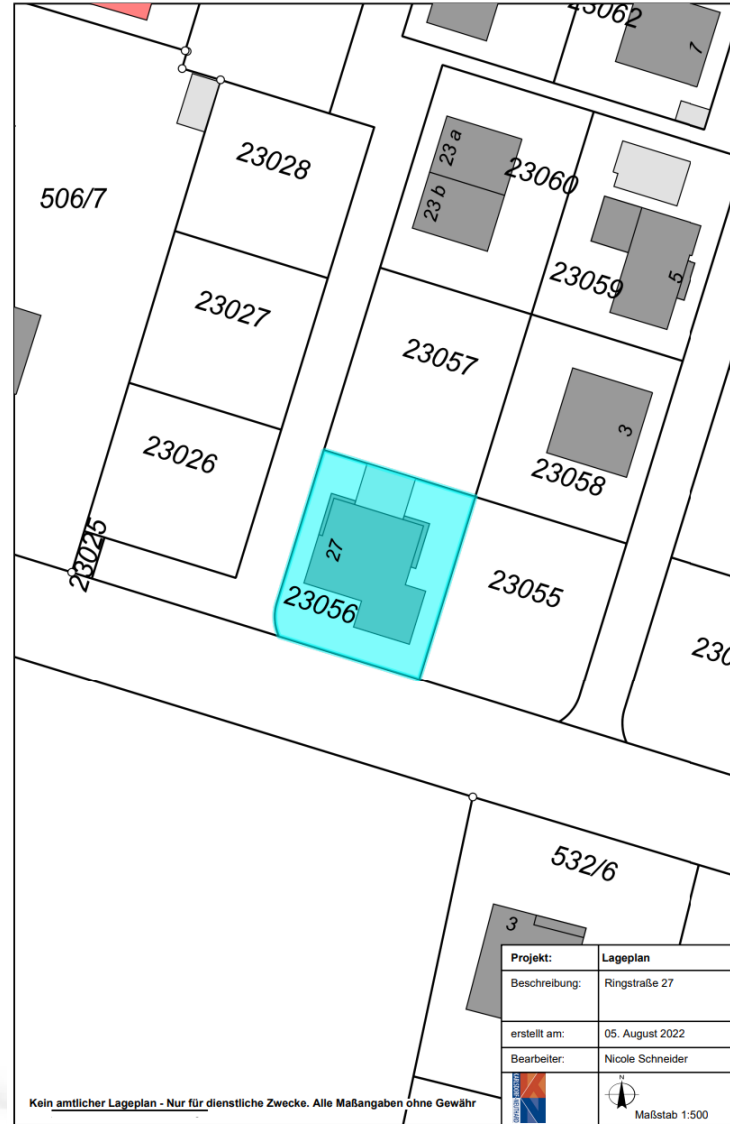 23062
7
23028
23 a
23060
506/7
23 b
23059
5
23027
23057
3
23026
23058
27
23025
23055
23056
230
532/6
3
Projekt: Lageplan
Beschreibung: Ringstraße 27
erstellt am: 05. August 2022
Bearbeiter: Nicole Schneider
N
Maßstab 1:500
Kein amtlicher Lageplan - Nur für dienstliche Zwecke. Alle Maßangaben ohne Gewähr